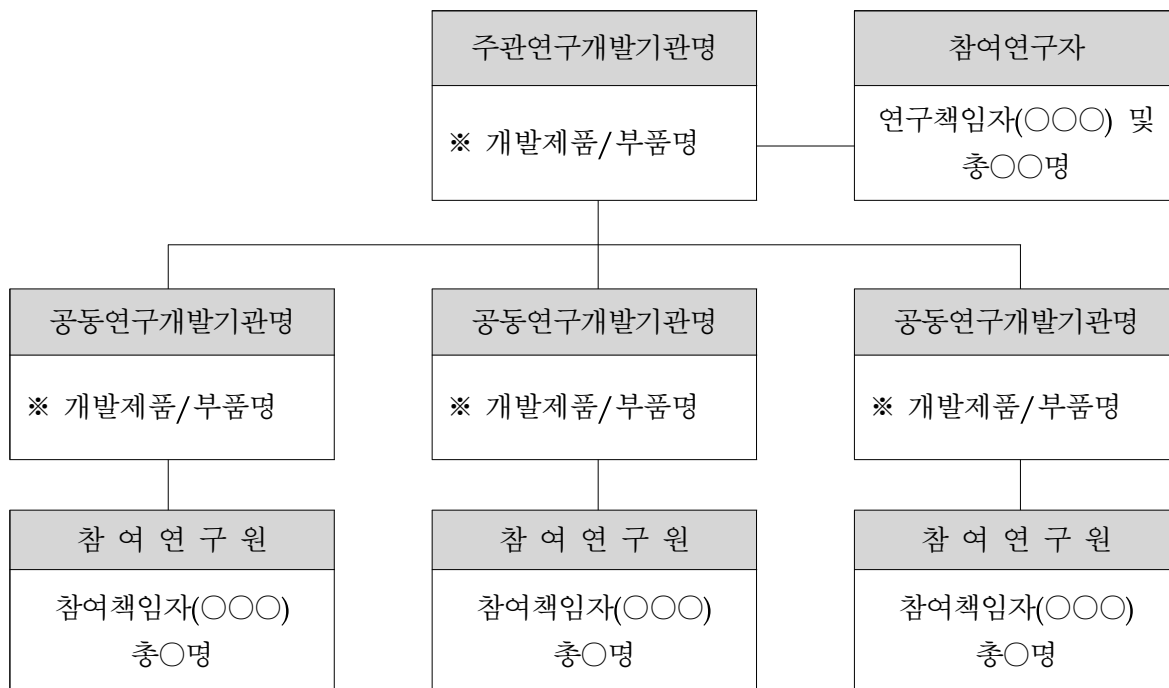 주관연구개발기관명
※ 개발제품/부품명
참여연구자
연구책임자(○○○) 및
총○○명
공동연구개발기관명
※ 개발제품/부품명
공동연구개발기관명
※ 개발제품/부품명
공동연구개발기관명
※ 개발제품/부품명
참 여 연 구 원
참여책임자(○○○)
총○명
참 여 연 구 원
참여책임자(○○○)
총○명
참 여 연 구 원
참여책임자(○○○)
총○명